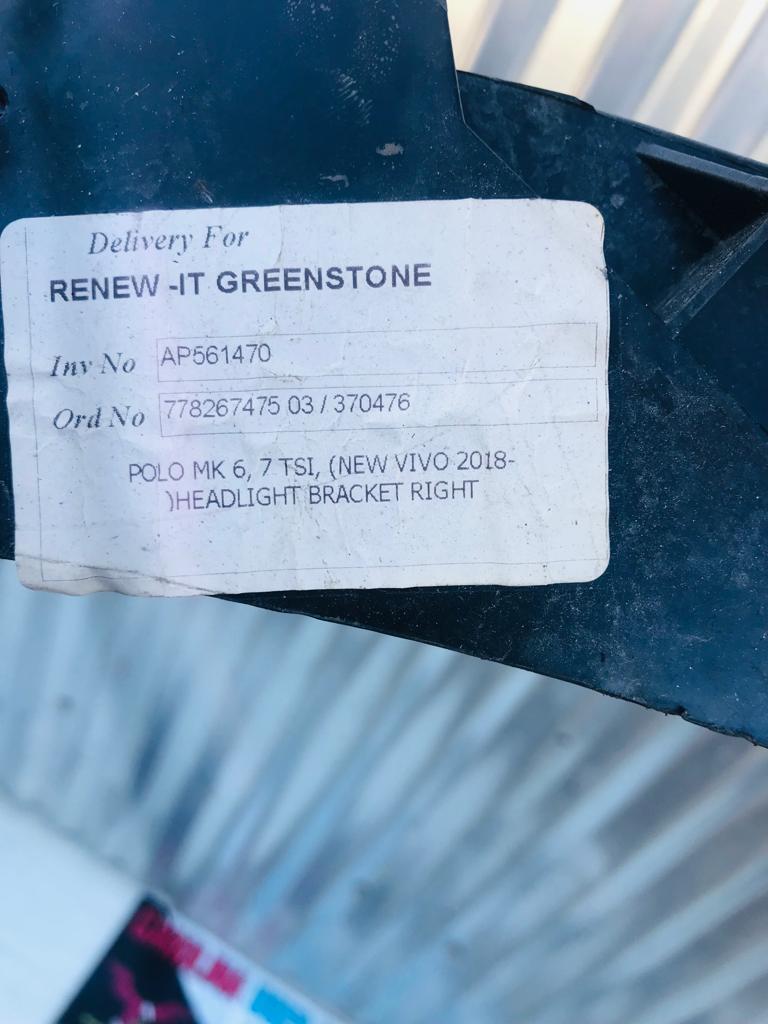 Delivery For
RENEW -IT GREENSTONE
Inv No AP561470
Ord No 778267475 03 / 370476
POLO MK 6, 7 TSI, (NEW VIVO 2018-
)HEADLIGHT BRACKET RIGHT